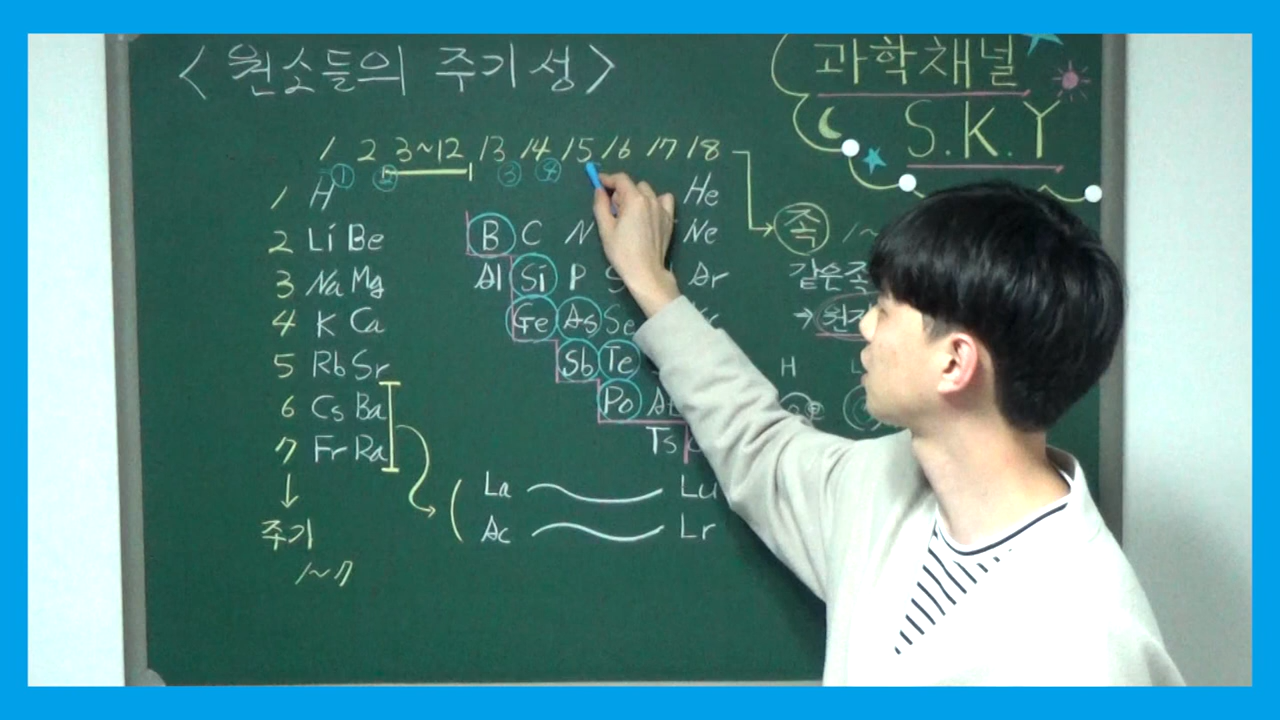 <원소들의 주기성>
과학채널
S.K.Y
1 2 3~12 13 14 15 16 17 18
① ② ③ ④
1 H He
2 Li Be B C N Ne
3 Na Mg Al Si P S Ar
4 K Ca Ge As Se
5 Rb Sr Sb Te
6 Cs Ba Po At
7 Fr Ra Ts
족 1~
같은족
→
H
La Lu
Ac Lr
주기
1~7